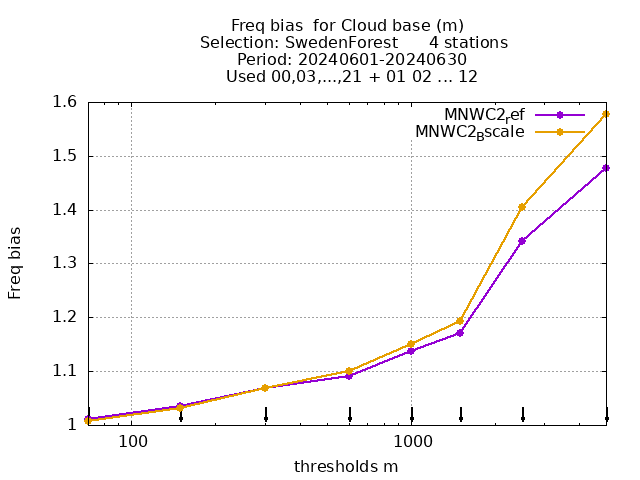 Freq bias  for Cloud base (m)
Selection: SwedenForest      4 stations
Period: 20240601-20240630
Used 00,03,...,21 + 01 02 ... 12
MNWC2ref
MNWC2Bscale
1.6
1.5
1.4
1.3
1.2
1.1
1
Freq bias
100
1000
thresholds m